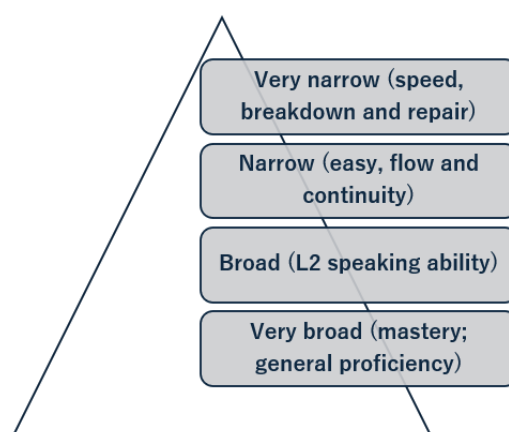 Very narrow (speed,
breakdown and repair)
Narrow (easy, flow and
continuity)
Broad (L2 speaking ability)
Very broad (mastery;
general proficiency)